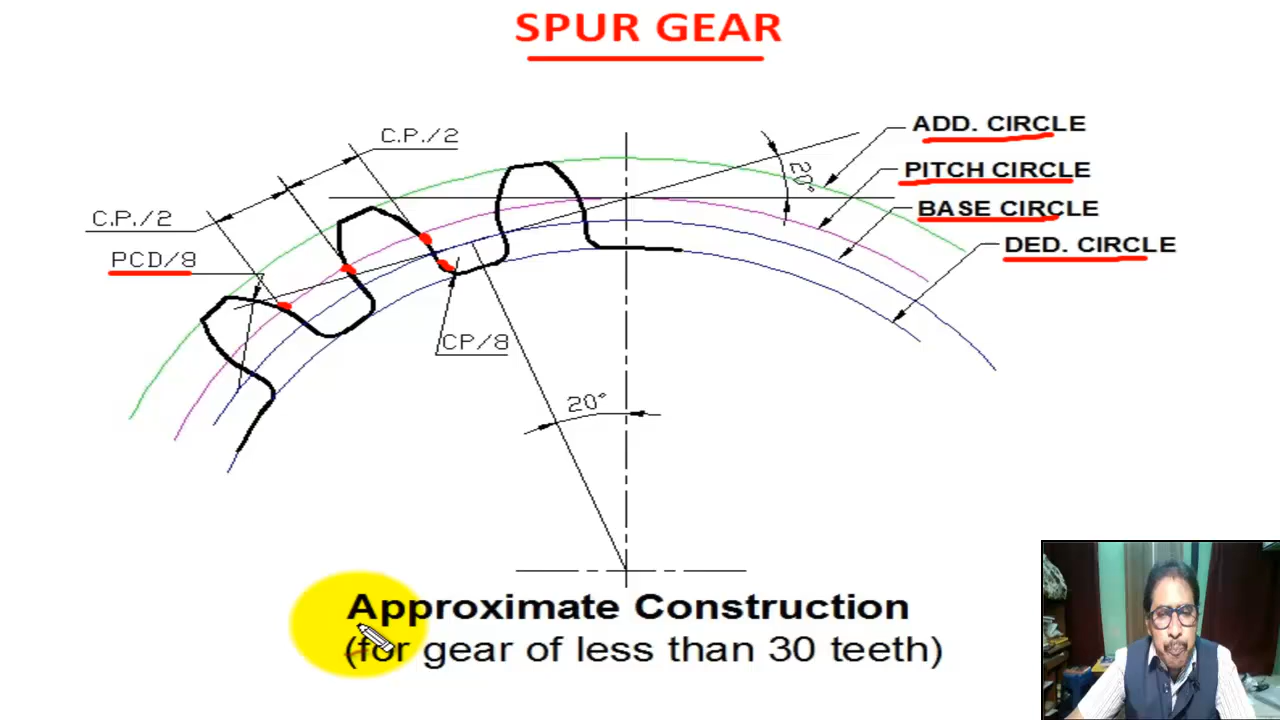 SPUR GEAR
C.P./2
C.P./2
PCD/8
CP/8
20°
20°
ADD. CIRCLE
PITCH CIRCLE
BASE CIRCLE
DED. CIRCLE
Approximate Construction
(for gear of less than 30 teeth)